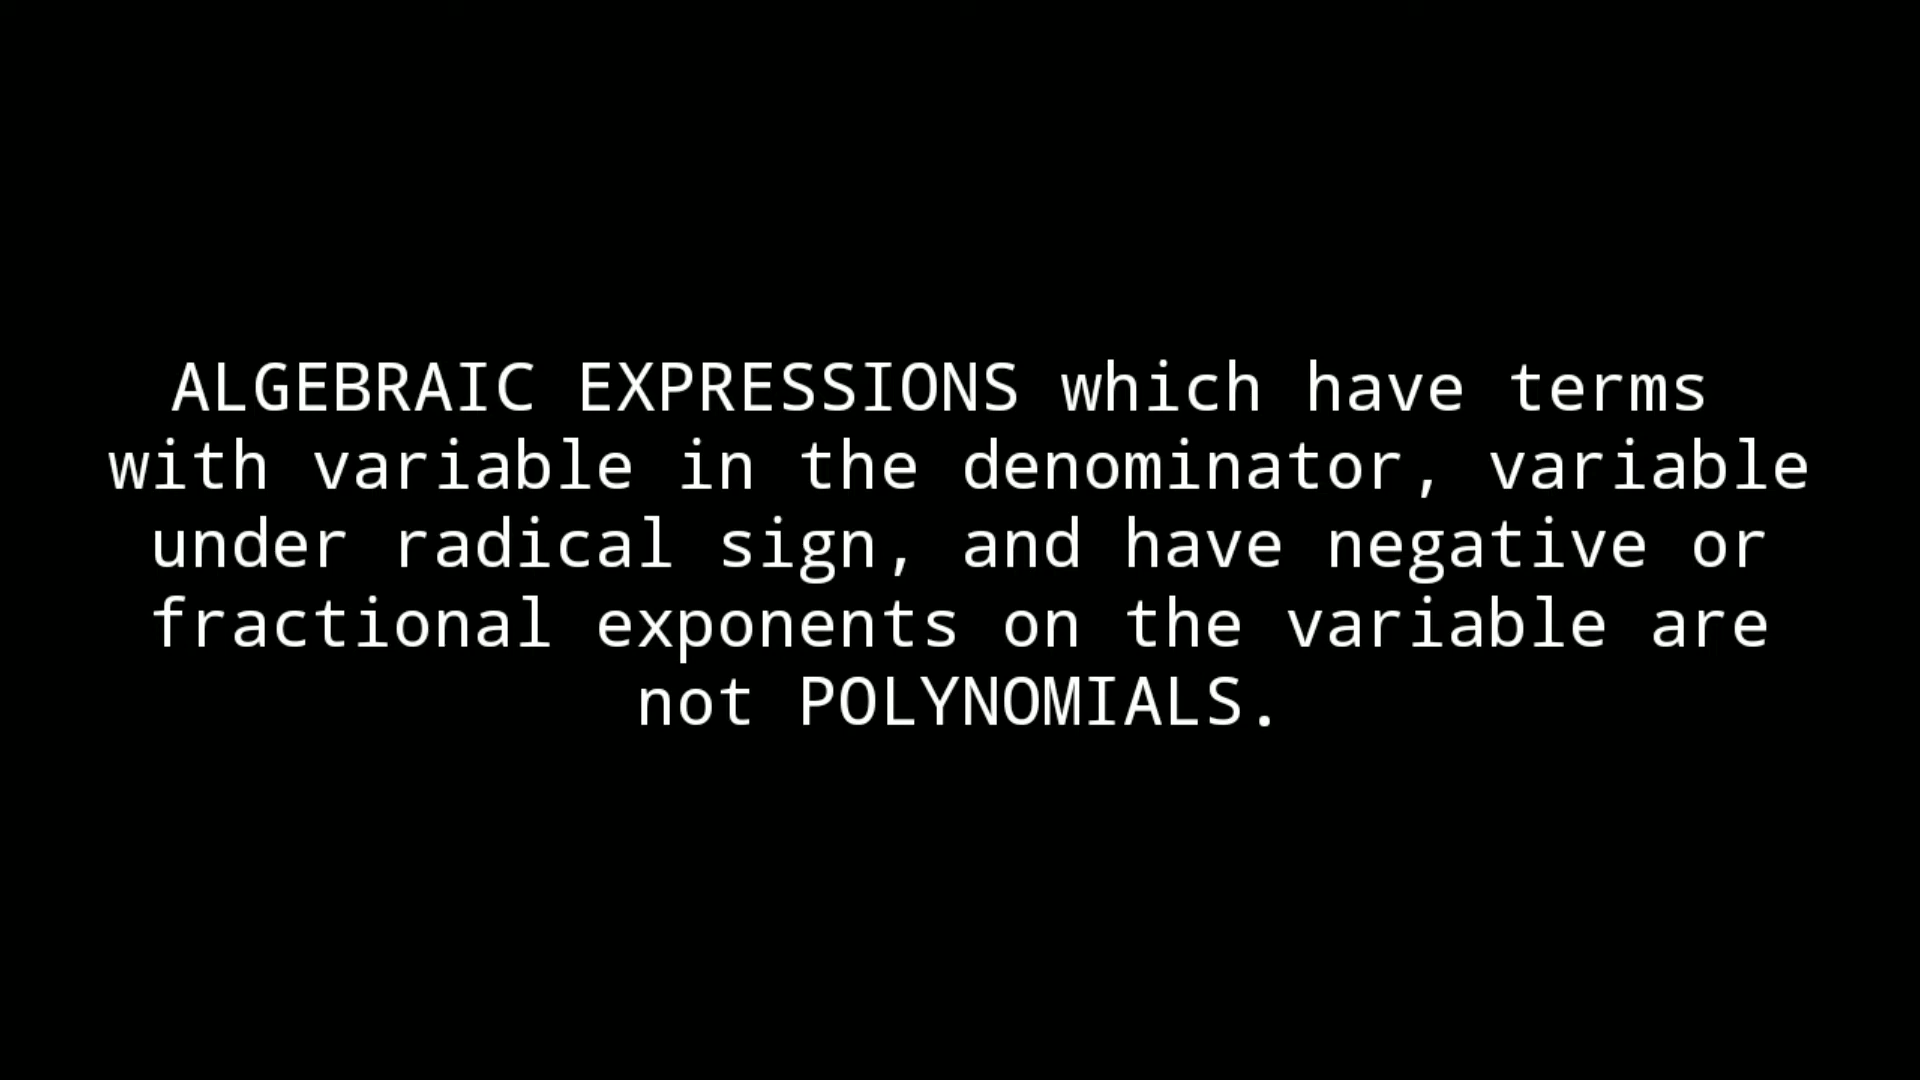 ALGEBRAIC EXPRESSIONS which have terms
with variable in the denominator, variable
under radical sign, and have negative or
fractional exponents on the variable are
not POLYNOMIALS.